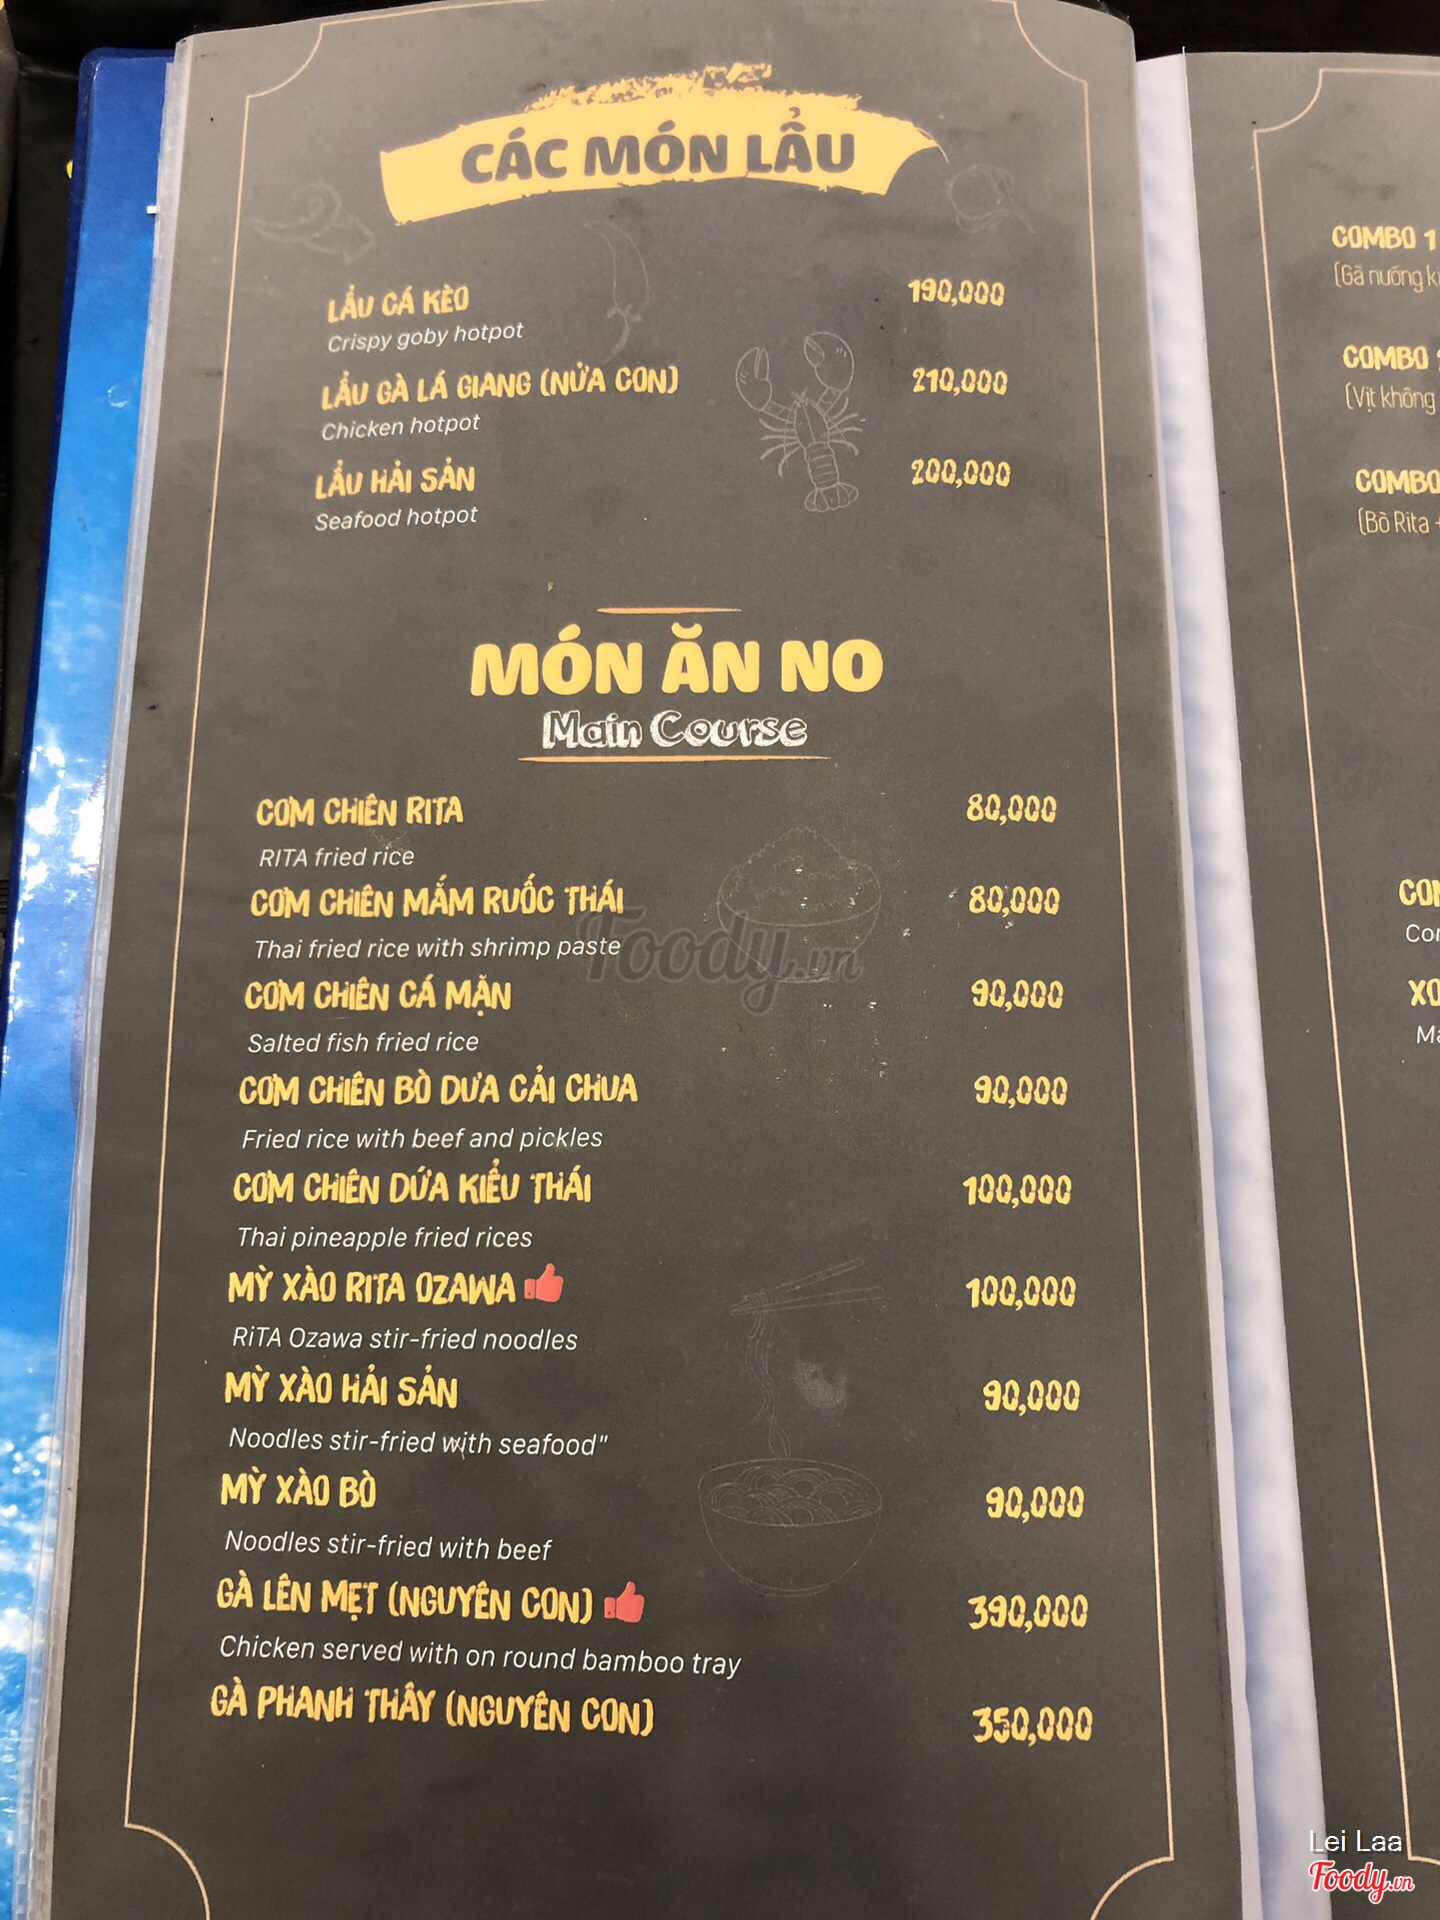 CÁC MÓN LẨU
LẨU CÁ KÈO 190,000
Crispy goby hotpot
LẨU GÀ LÁ GIANG (NỬA CON) 210,000
Chicken hotpot
LẨU HẢI SẢN 200,000
Seafood hotpot
MÓN ĂN NO
Main Course
CƠM CHIÊN RITA 80,000
RITA fried rice
CƠM CHIÊN MẮM RUỐC THÁI 80,000
Thai fried rice with shrimp paste
CƠM CHIÊN CÁ MẶN 90,000
Salted fish fried rice
CƠM CHIÊN BÒ DƯA CẢI CHUA 90,000
Fried rice with beef and pickles
CƠM CHIÊN DỨA KIỂU THÁI 100,000
Thai pineapple fried rices
MỲ XÀO RITA OZAWA 100,000
RiTA Ozawa stir-fried noodles
MỲ XÀO HẢI SẢN 90,000
Noodles stir-fried with seafood"
MỲ XÀO BÒ 90,000
Noodles stir-fried with beef
GÀ LÊN MẸT (NGUYÊN CON) 390,000
Chicken served with on round bamboo tray
GÀ PHANH THÂY (NGUYÊN CON) 350,000
COMBO 1
(Gã nướng
COMBO
(Vịt không
COMBO
(Bò Rita +
Foody.vn
Lei Laa
Foody.vn